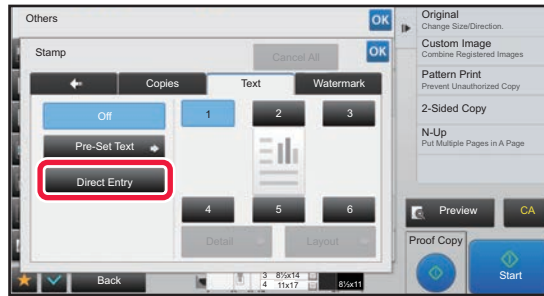 Others
OK
Stamp
Cancel All
OK
Copies
Text
Watermark
Off
Pre-Set Text
Direct Entry
1
2
3
4
5
6
Detail
Layout
Back
3 8½x14
4 11x17
8½x11
Original
Change Size/Direction.
Custom Image
Combine Registered Images
Pattern Print
Prevent Unauthorized Copy
2-Sided Copy
N-Up
Put Multiple Pages in A Page
Preview
CA
Proof Copy
Start